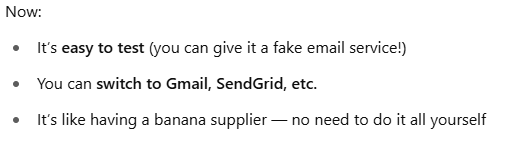 Now:
• It’s easy to test (you can give it a fake email service!)
• You can switch to Gmail, SendGrid, etc.
• It’s like having a banana supplier — no need to do it all yourself